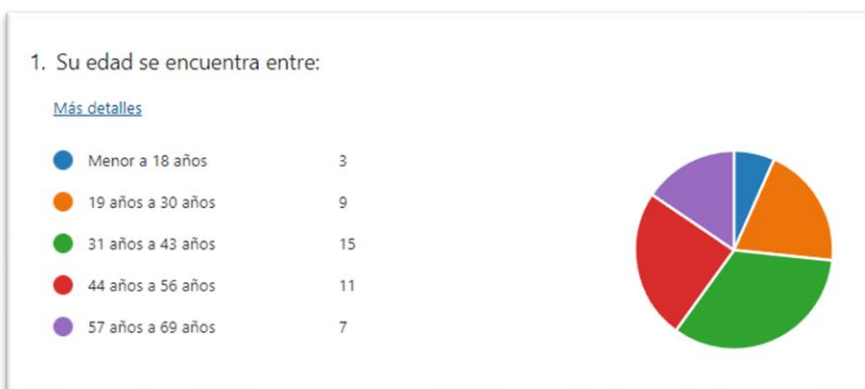 1. Su edad se encuentra entre:
Más detalles
Menor a 18 años 3
19 años a 30 años 9
31 años a 43 años 15
44 años a 56 años 11
57 años a 69 años 7